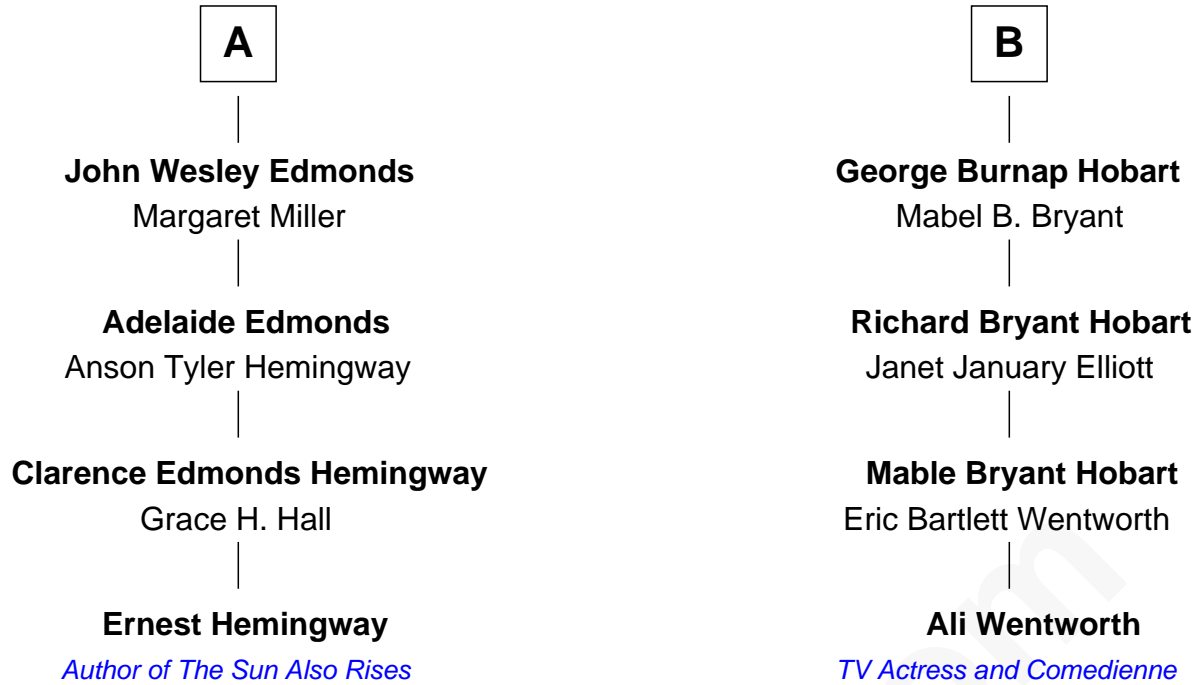 A
John Wesley Edmonds
Margaret Miller
Adelaide Edmonds
Anson Tyler Hemingway
Clarence Edmonds Hemingway
Grace H. Hall
Ernest Hemingway
Author of The Sun Also Rises
B
George Burnap Hobart
Mabel B. Bryant
Richard Bryant Hobart
Janet January Elliott
Mable Bryant Hobart
Eric Bartlett Wentworth
Ali Wentworth
TV Actress and Comedienne